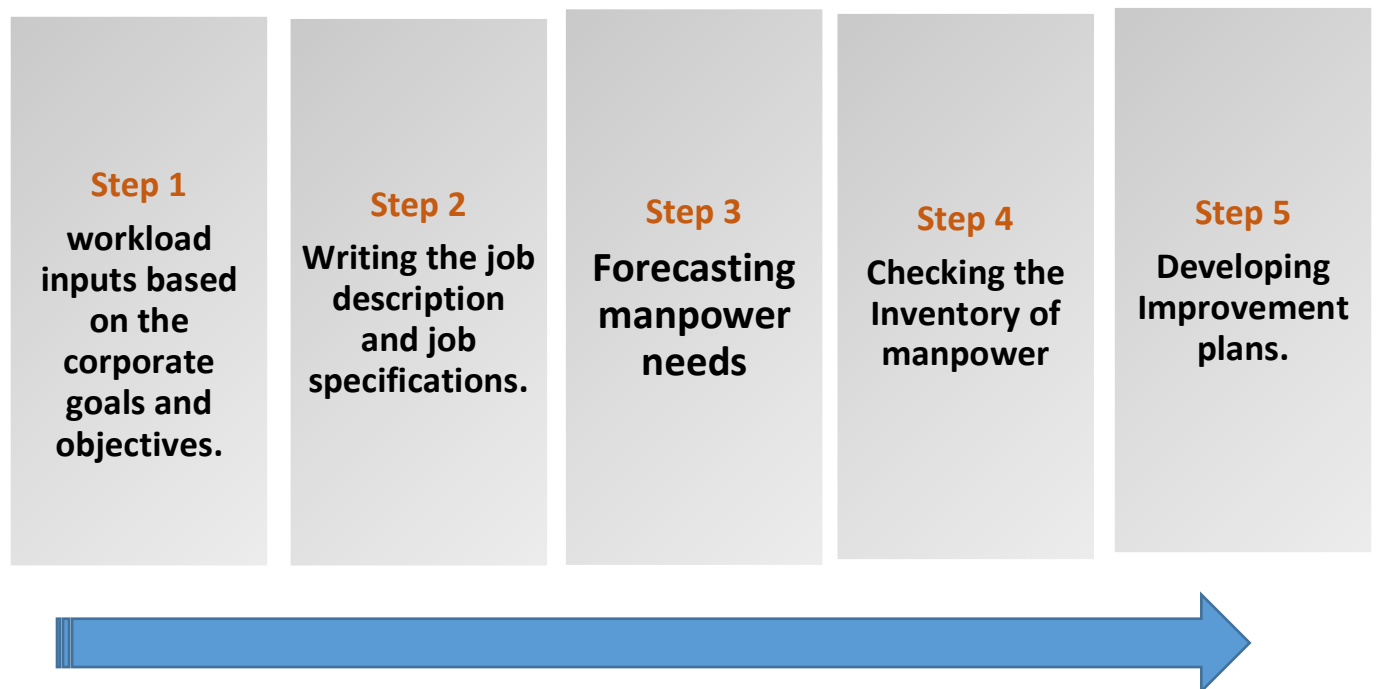 Step 1
workload
inputs based
on the
corporate
goals and
objectives.
Step 2
Writing the job
description
and job
specifications.
Step 3
Forecasting
manpower
needs
Step 4
Checking the
Inventory of
manpower
Step 5
Developing
Improvement
plans.